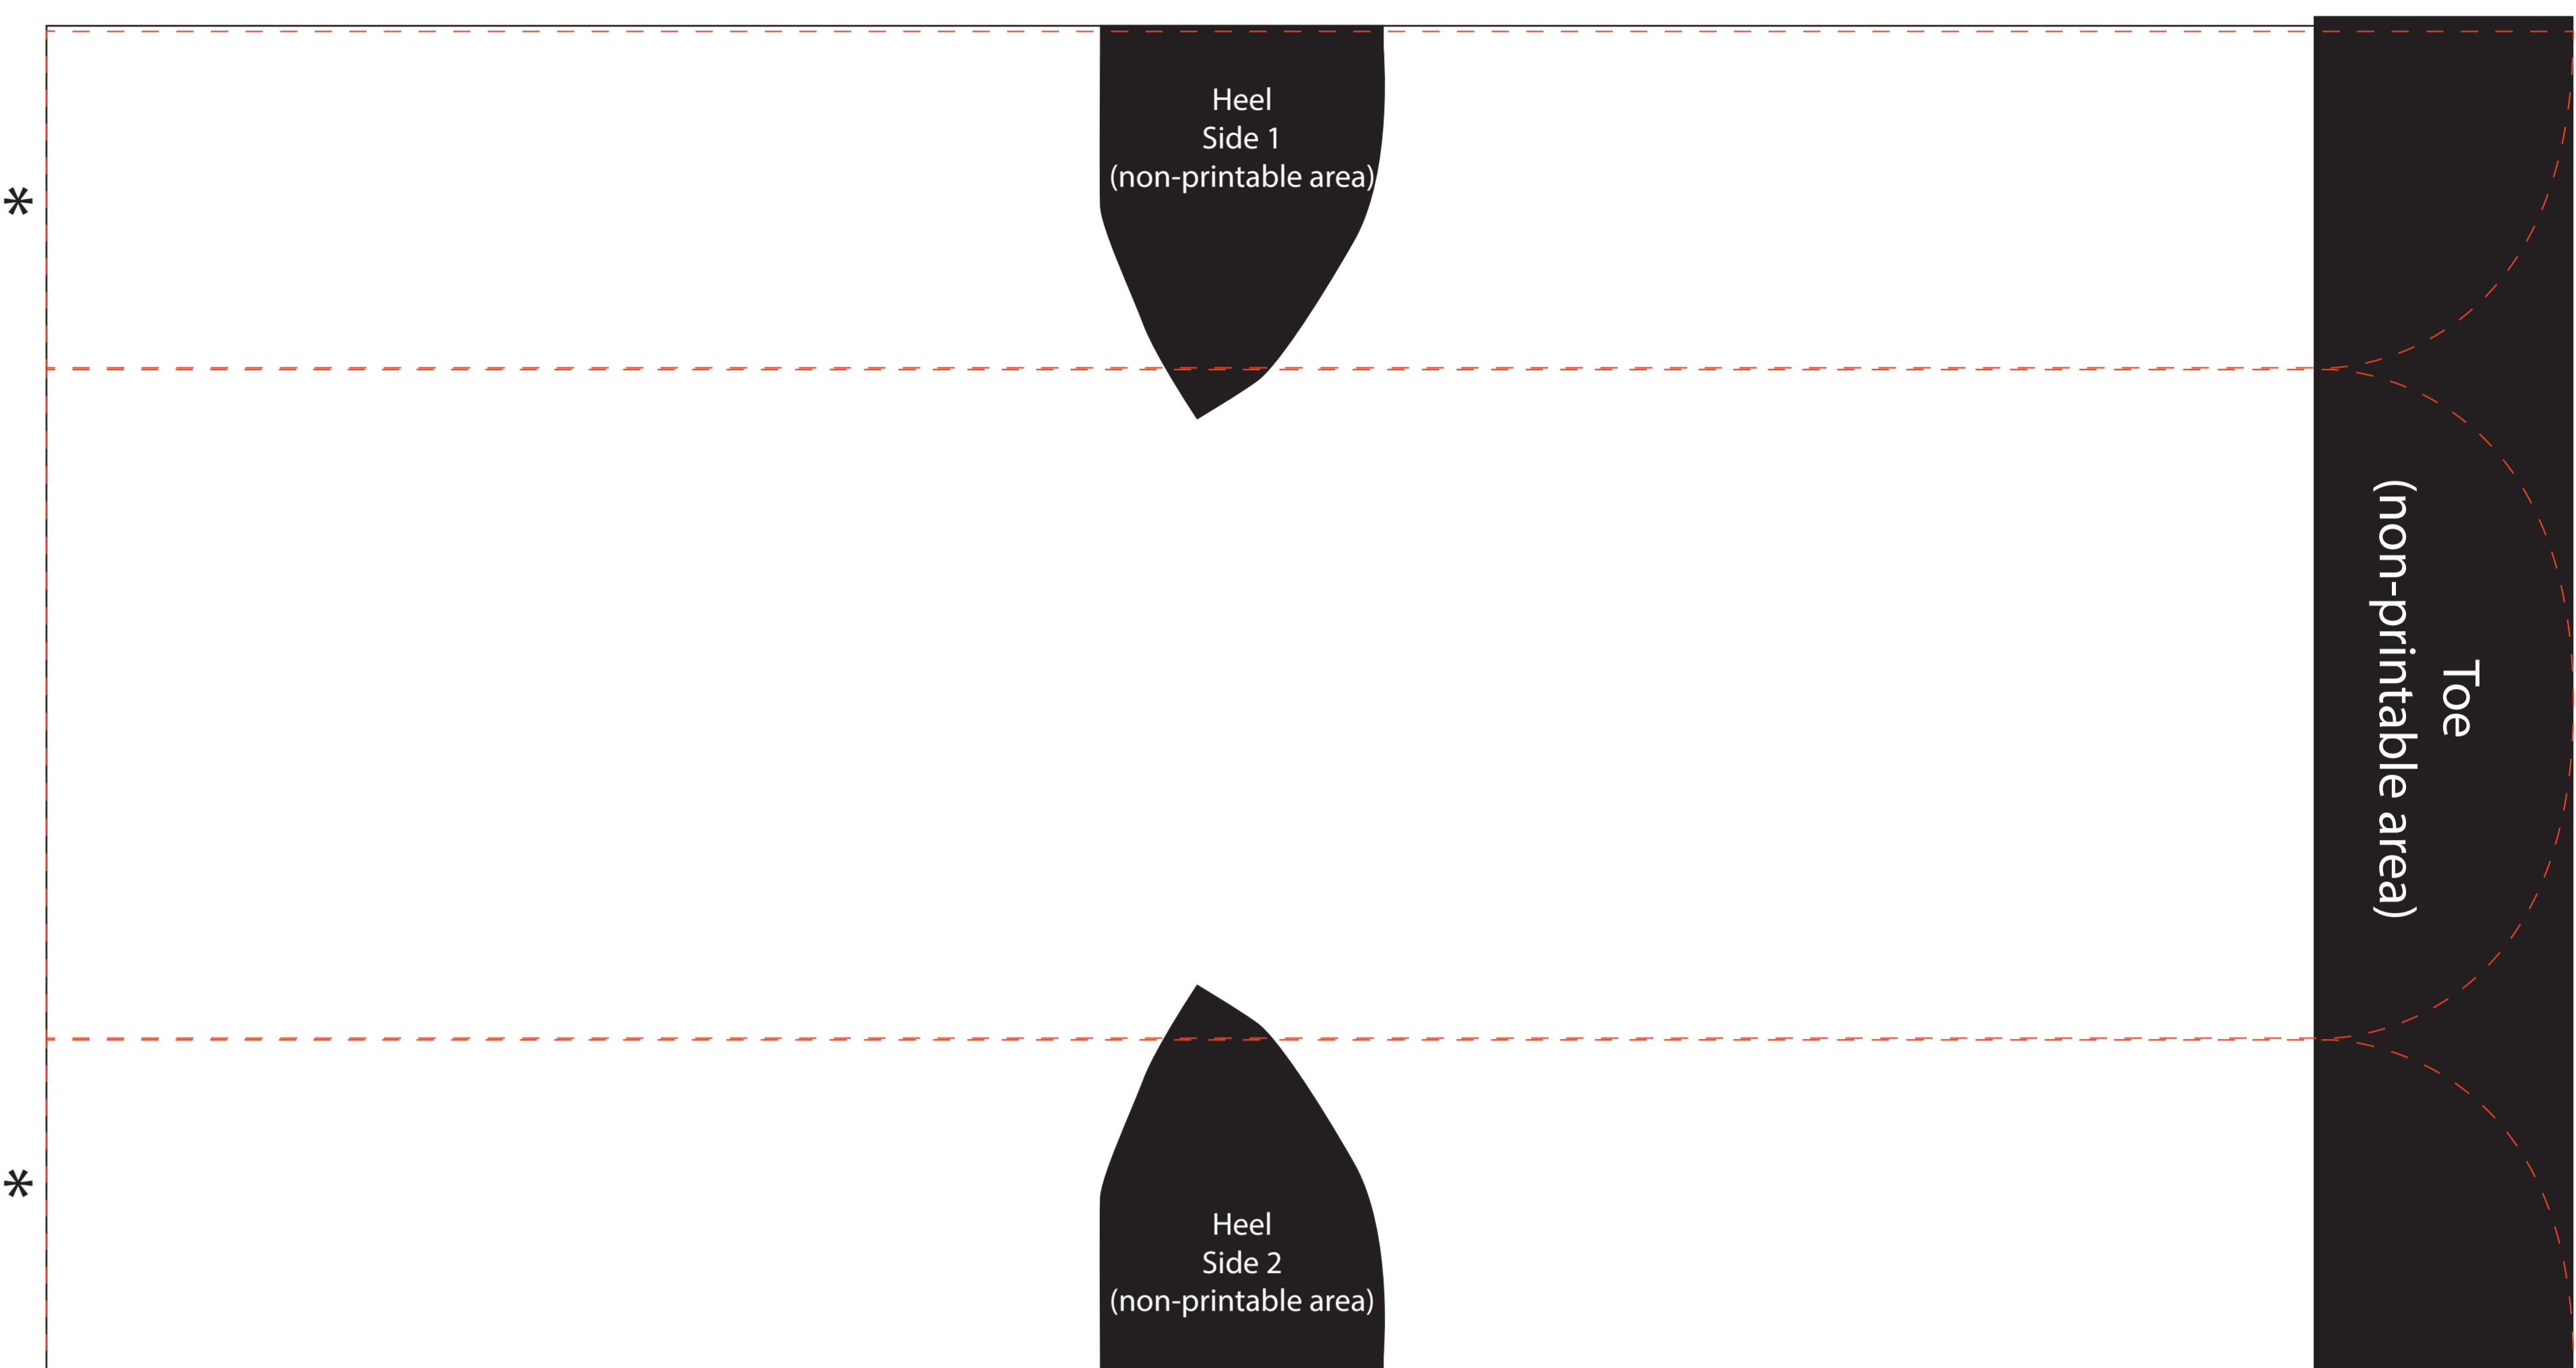 Heel
Side 1
(non-printable area)
*
Toe
(non-printable area)
*
Heel
Side 2
(non-printable area)